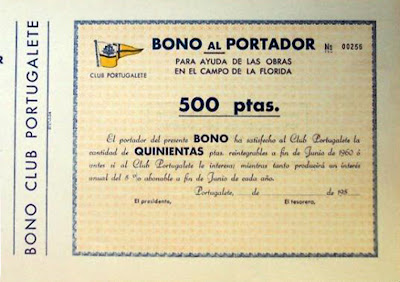 BONO CLUB PORTUGALETE
BONO AL PORTADOR
No 00256
PARA AYUDA DE LAS OBRAS
EN EL CAMPO DE LA FLORIDA
CLUB PORTUGALETE
500 ptas.
El portador del presente BONO ha satisfecho al Club Portugalete la
cantidad de QUINIENTAS ptas. reintegrables a fin de Junio de 1960 ó
antes si al Club Portugalete le interesa; mientras tanto producirá un interés
anual del 8 % abonable a fin de Junio de cada año.
Portugalete, de de 195
El presidente, El tesorero,